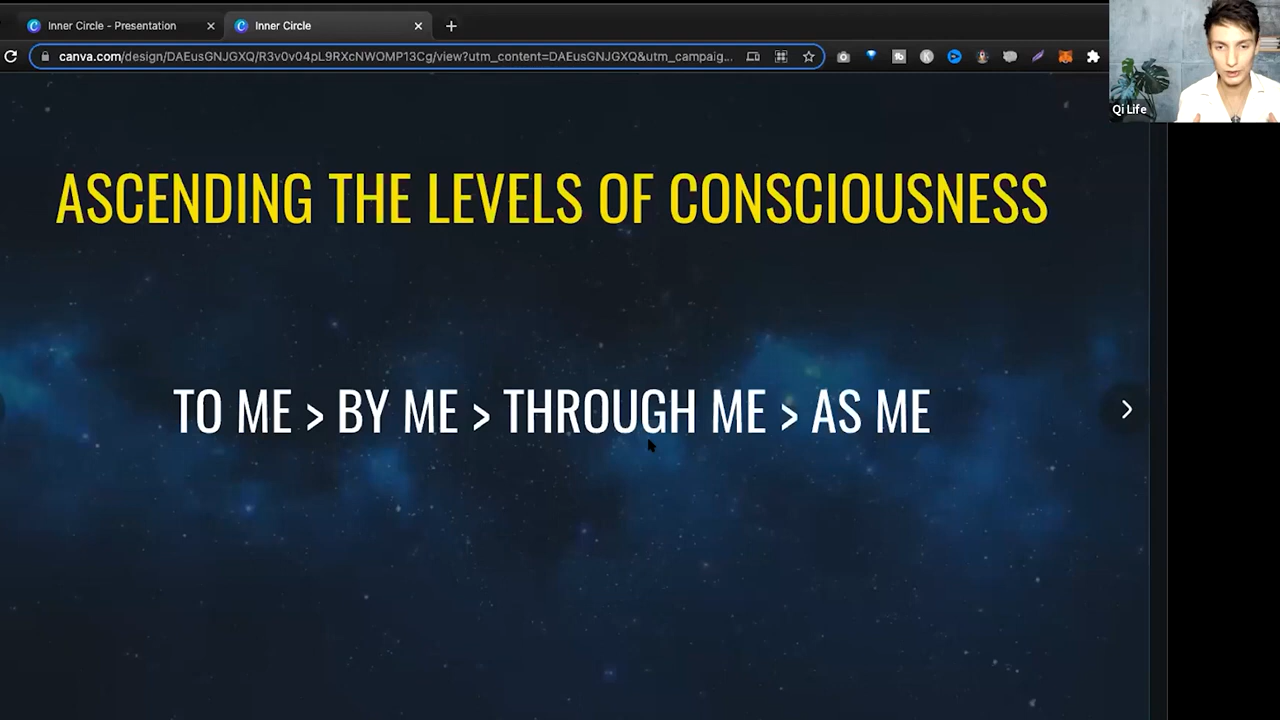 Inner Circle - Presentation
Inner Circle
canva.com/design/DAEusGNJGXQ/R3v0v04pL9RXcNWOMP13Cg/view?utm_content=DAEusGNJGXQ&utm_campaig...
Qi Life
ASCENDING THE LEVELS OF CONSCIOUSNESS
TO ME > BY ME > THROUGH ME > AS ME